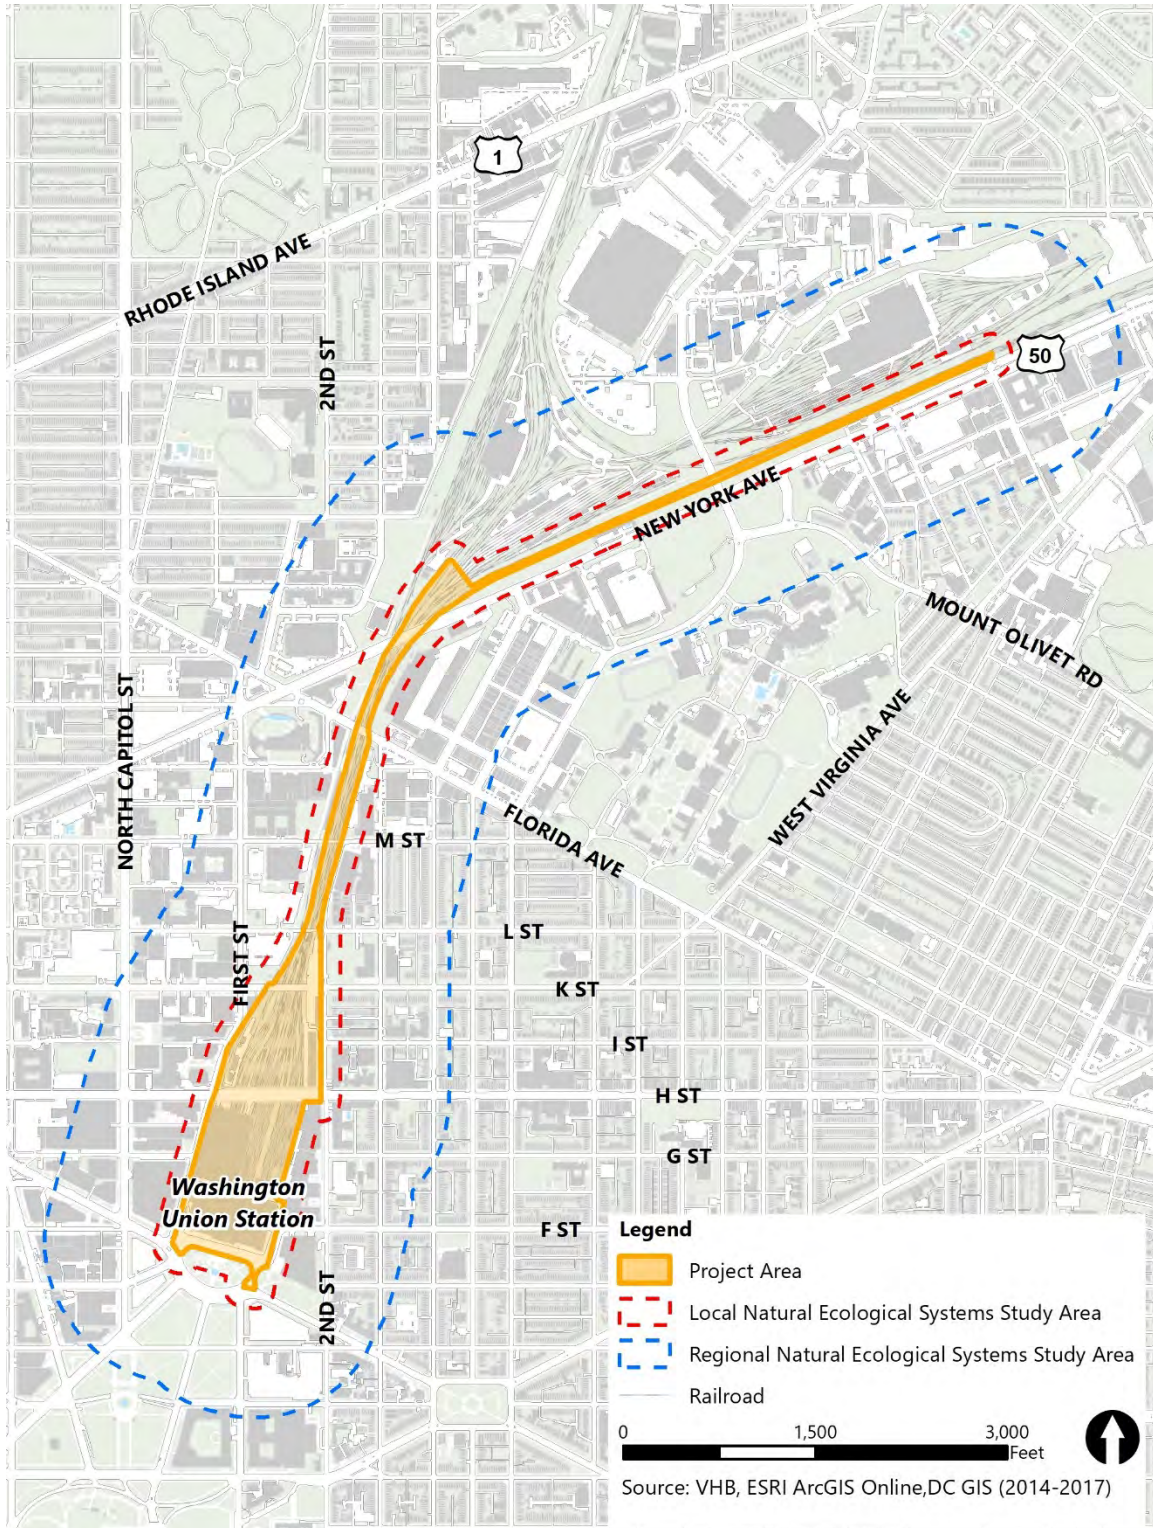 1
RHODE ISLAND AVE
2ND ST
50
NEW YORK AVE
MOUNT OLIVET RD
NORTH CAPITOL ST
WEST VIRGINIA AVE
M ST
FLORIDA AVE
L ST
FIRST ST
K ST
I ST
H ST
G ST
Washington
Union Station
F ST
2ND ST
Legend
Project Area
Local Natural Ecological Systems Study Area
Regional Natural Ecological Systems Study Area
Railroad
0 1,500 3,000
Feet
Source: VHB, ESRI ArcGIS Online,DC GIS (2014-2017)